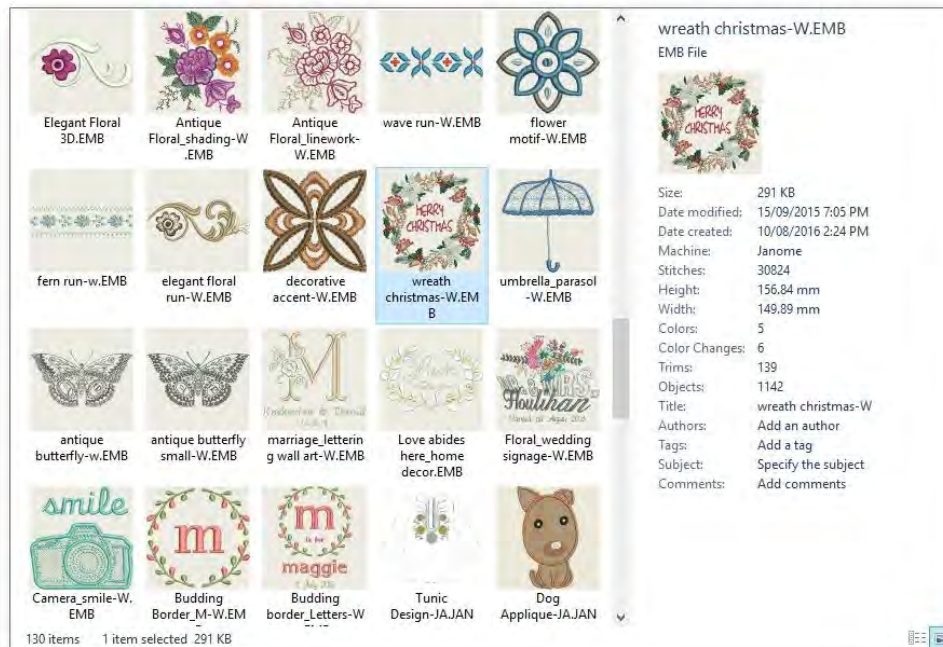 Elegant Floral
3D.EMB
Antique
Floral_shading-W
.EMB
Antique
Floral_linework-
W.EMB
wave run-W.EMB
flower
motif-W.EMB
MERRY
CHRISTMAS
fern run-w.EMB
elegant floral
run-W.EMB
decorative
accent-W.EMB
wreath
christmas-W.EM
B
umbrella_parasol
-W.EMB
M
antique
butterfly-w.EMB
antique butterfly
small-W.EMB
marriage_letterin
g wall art-W.EMB
Love abides
here_home
decor.EMB
MRS.
Houlihan
Floral_wedding
signage-W.EMB
smile
Camera_smile-W.
EMB
m
Budding
Border_M-W.EM
m
is for
maggie
Budding
border_Letters-W
Tunic
Design-JA.JAN
Dog
Applique-JA.JAN
130 items 1 item selected 291 KB
wreath christmas-W.EMB
EMB File
MERRY
CHRISTMAS
Size: 291 KB
Date modified: 15/09/2015 7:05 PM
Date created: 10/08/2016 2:24 PM
Machine: Janome
Stitches: 30824
Height: 156.84 mm
Width: 149.89 mm
Colors: 5
Color Changes: 6
Trims: 139
Objects: 1142
Title: wreath christmas-W
Authors: Add an author
Tags: Add a tag
Subject: Specify the subject
Comments: Add comments